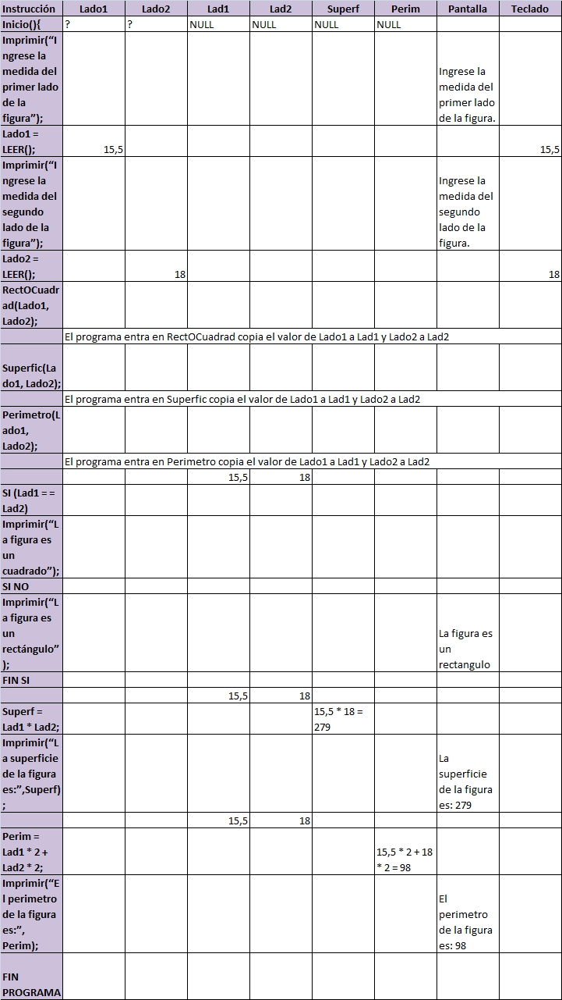 Instrucción Lado1 Lado2 Lad1 Lad2 Superf Perim Pantalla Teclado
Inicio(){ ? ? NULL NULL NULL NULL
Imprimir(“I
ngrese la
medida del
primer lado
de la
figura”);
Ingrese la
medida del
primer lado
de la figura.
Lado1 =
LEER();
15,5 15,5
Imprimir(“I
ngrese la
medida del
segundo
lado de la
figura”);
Ingrese la
medida del
segundo
lado de la
figura.
Lado2 =
LEER();
18 18
RectOCuadr
ad(Lado1,
Lado2);
El programa entra en RectOCuadrad copia el valor de Lado1 a Lad1 y Lado2 a Lad2
Superfic(La
do1, Lado2);
El programa entra en Superfic copia el valor de Lado1 a Lad1 y Lado2 a Lad2
Perimetro(L
ado1,
Lado2);
El programa entra en Perimetro copia el valor de Lado1 a Lad1 y Lado2 a Lad2
15,5 18
SI (Lad1 = =
Lad2)
Imprimir(“L
a figura es
un
cuadrado”);
SI NO
Imprimir(“L
a figura es
un
rectángulo”
);
La figura es
un
rectangulo
FIN SI
15,5 18
Superf =
Lad1 * Lad2;
15,5 * 18 =
279
Imprimir(“L
a superficie
de la figura
es:”,Superf)
;
La
superficie
de la figura
es: 279
15,5 18
Perim =
Lad1 * 2 +
Lad2 * 2;
15,5 * 2 + 18
* 2 = 98
Imprimir(“E
l perimetro
de la figura
es:”,
Perim);
El
perimetro
de la figura
es: 98
FIN
PROGRAMA